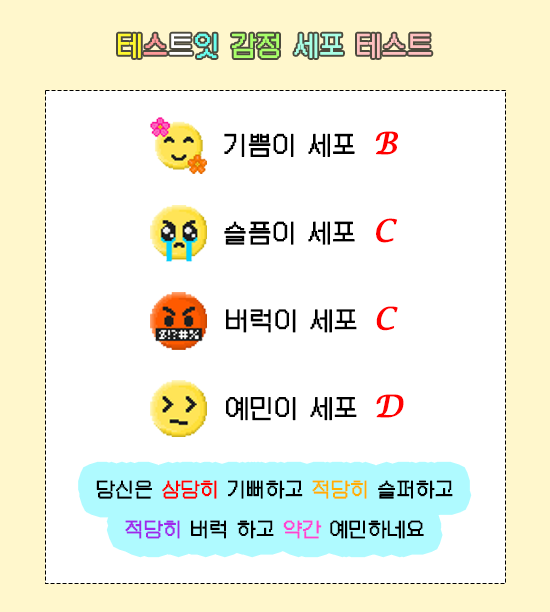 테스트잇 감정 세포 테스트
기쁨이 세포 B
슬픔이 세포 C
버럭이 세포 C
$!?#%
예민이 세포 D
당신은 상당히 기뻐하고 적당히 슬퍼하고
적당히 버럭 하고 약간 예민하네요